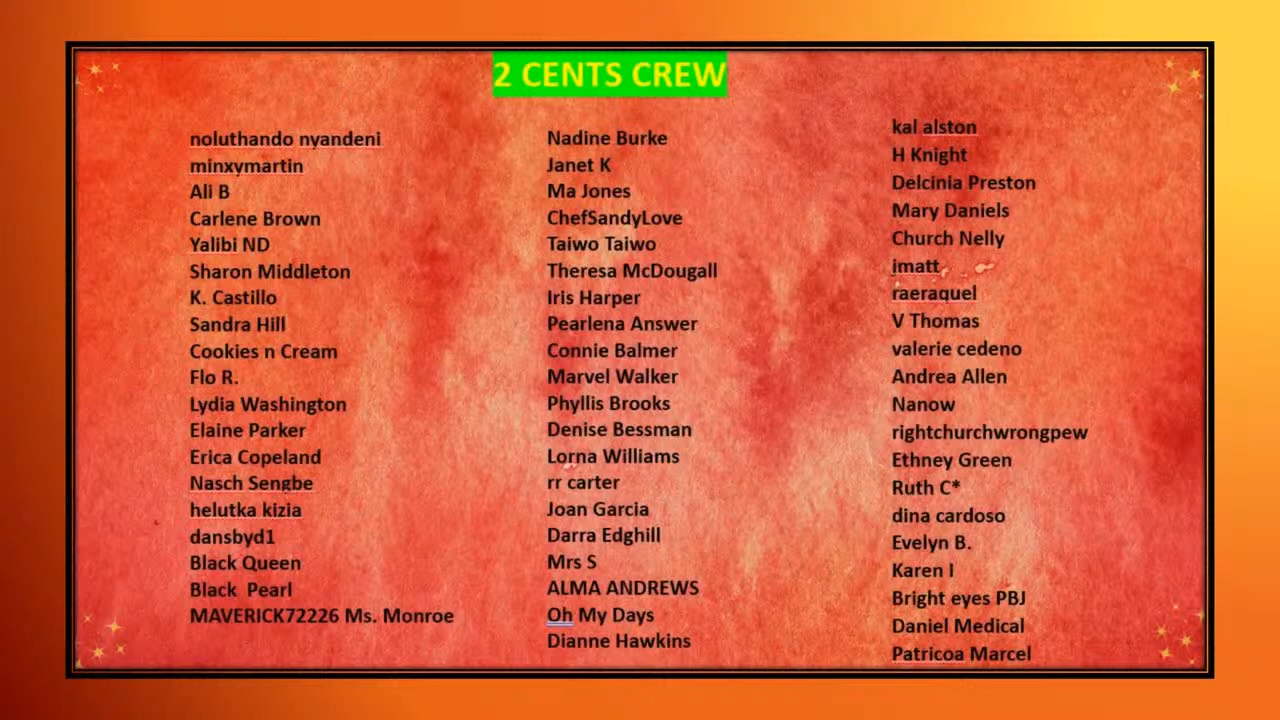 2 CENTS CREW
noluthando nyandeni
minxymartin
Ali B
Carlene Brown
Yalibi ND
Sharon Middleton
K. Castillo
Sandra Hill
Cookies n Cream
Flo R.
Lydia Washington
Elaine Parker
Erica Copeland
Nasch Sengbe
helutka kizia
dansbyd1
Black Queen
Black  Pearl
MAVERICK72226 Ms. Monroe
Nadine Burke
Janet K
Ma Jones
ChefSandyLove
Taiwo Taiwo
Theresa McDougall
Iris Harper
Pearlena Answer
Connie Balmer
Marvel Walker
Phyllis Brooks
Denise Bessman
Lorna Williams
rr carter
Joan Garcia
Darra Edghill
Mrs S
ALMA ANDREWS
Oh My Days
Dianne Hawkins
kal alston
H Knight
Delcinia Preston
Mary Daniels
Church Nelly
imatt
raeraquel
V Thomas
valerie cedeno
Andrea Allen
Nanow
rightchurchwrongpew
Ethney Green
Ruth C*
dina cardoso
Evelyn B.
Karen I
Bright eyes PBJ
Daniel Medical
Patricoa Marcel